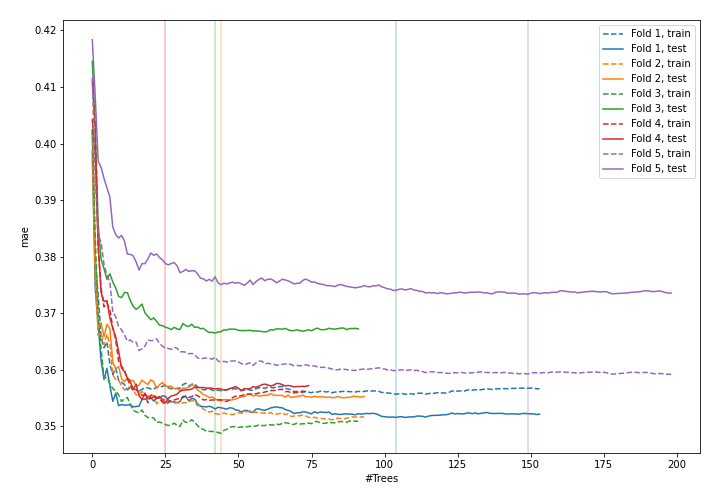 0.42
0.41
0.40
0.39
0.38
0.37
0.36
0.35
mae
0 25 50 75 100 125 150 175 200
#Trees
Fold 1, train
Fold 1, test
Fold 2, train
Fold 2, test
Fold 3, train
Fold 3, test
Fold 4, train
Fold 4, test
Fold 5, train
Fold 5, test